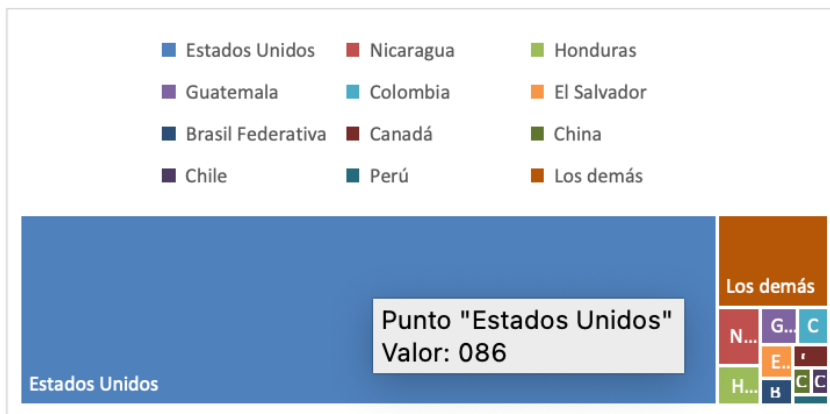 Estados Unidos Nicaragua Honduras
Guatemala Colombia El Salvador
Brasil Federativa Canadá China
Chile Perú Los demás
Los demás
Punto "Estados Unidos"
Valor: 086
Estados Unidos
N...
G...
C
E...
H...
B
C
C